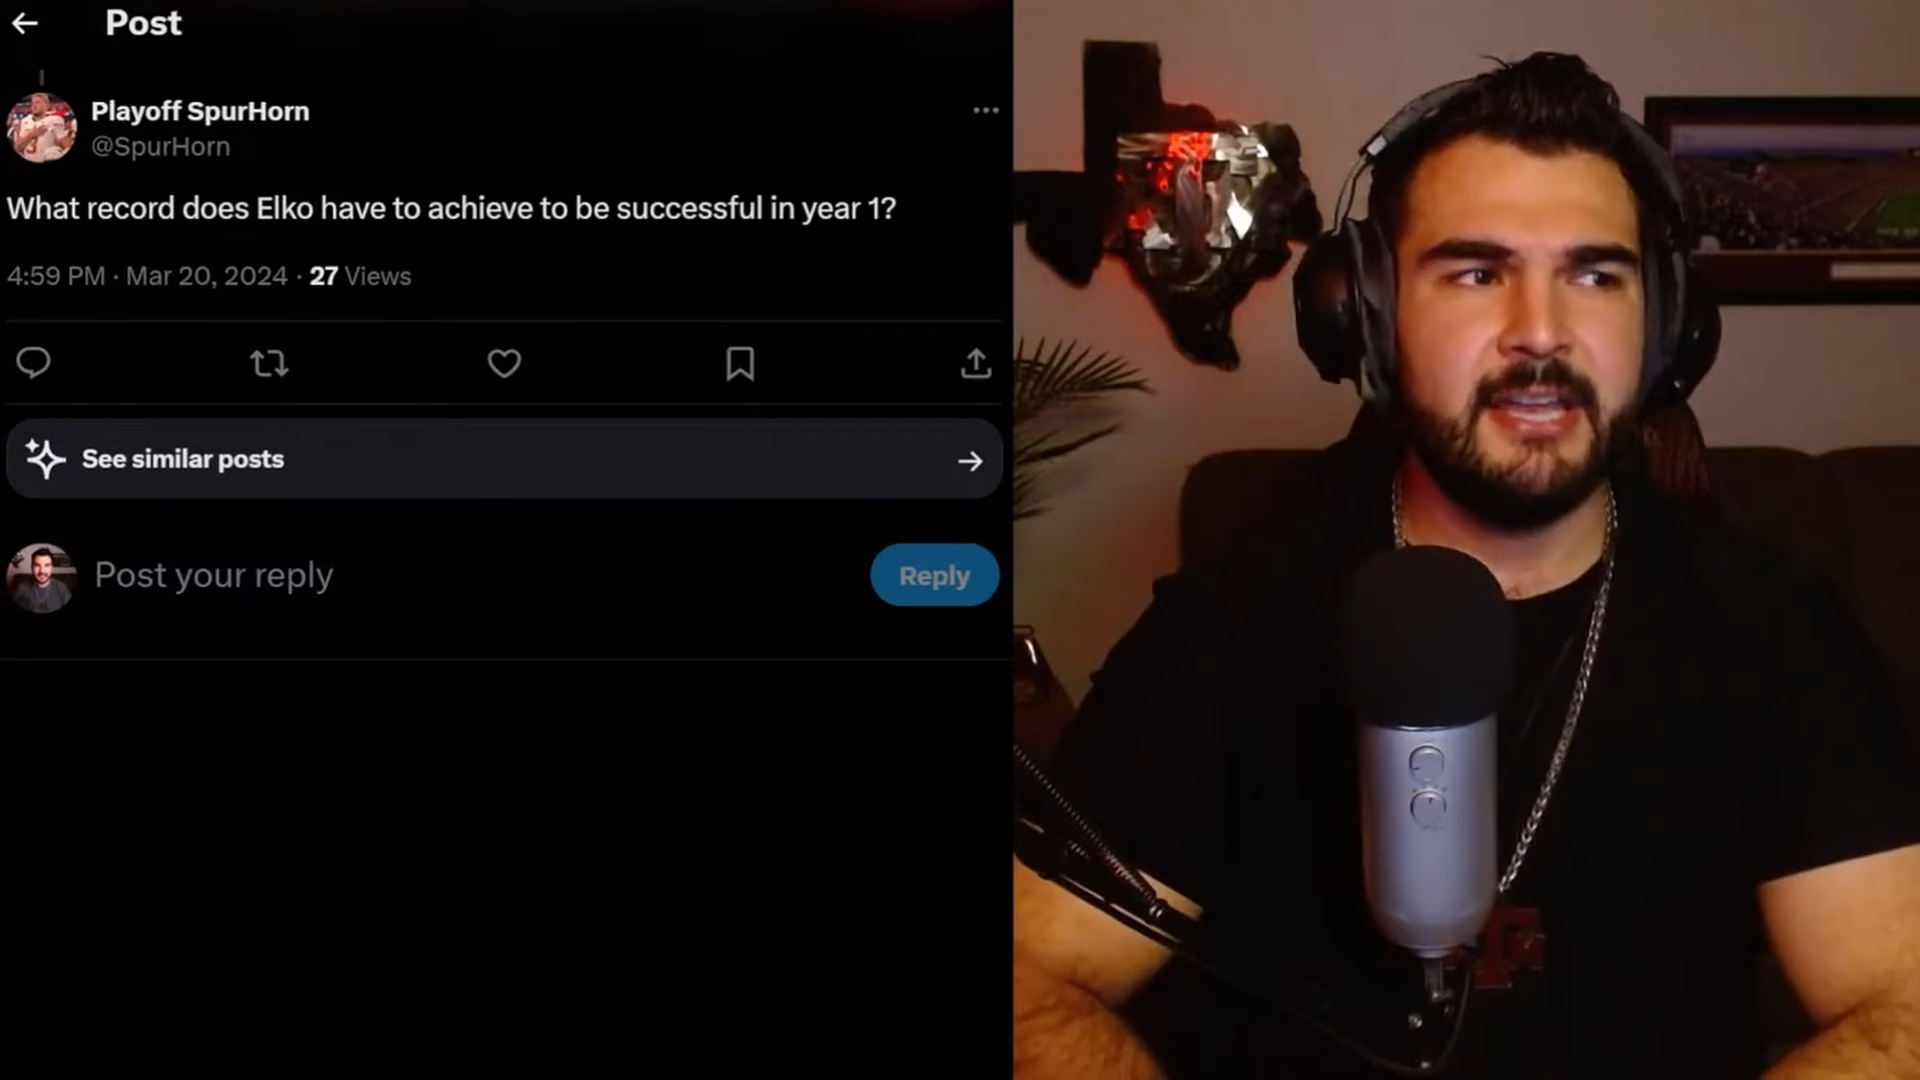 Post
Playoff SpurHorn
@SpurHorn
What record does Elko have to achieve to be successful in year 1?
4:59 PM · Mar 20, 2024 · 27 Views
See similar posts
Post your reply
Reply